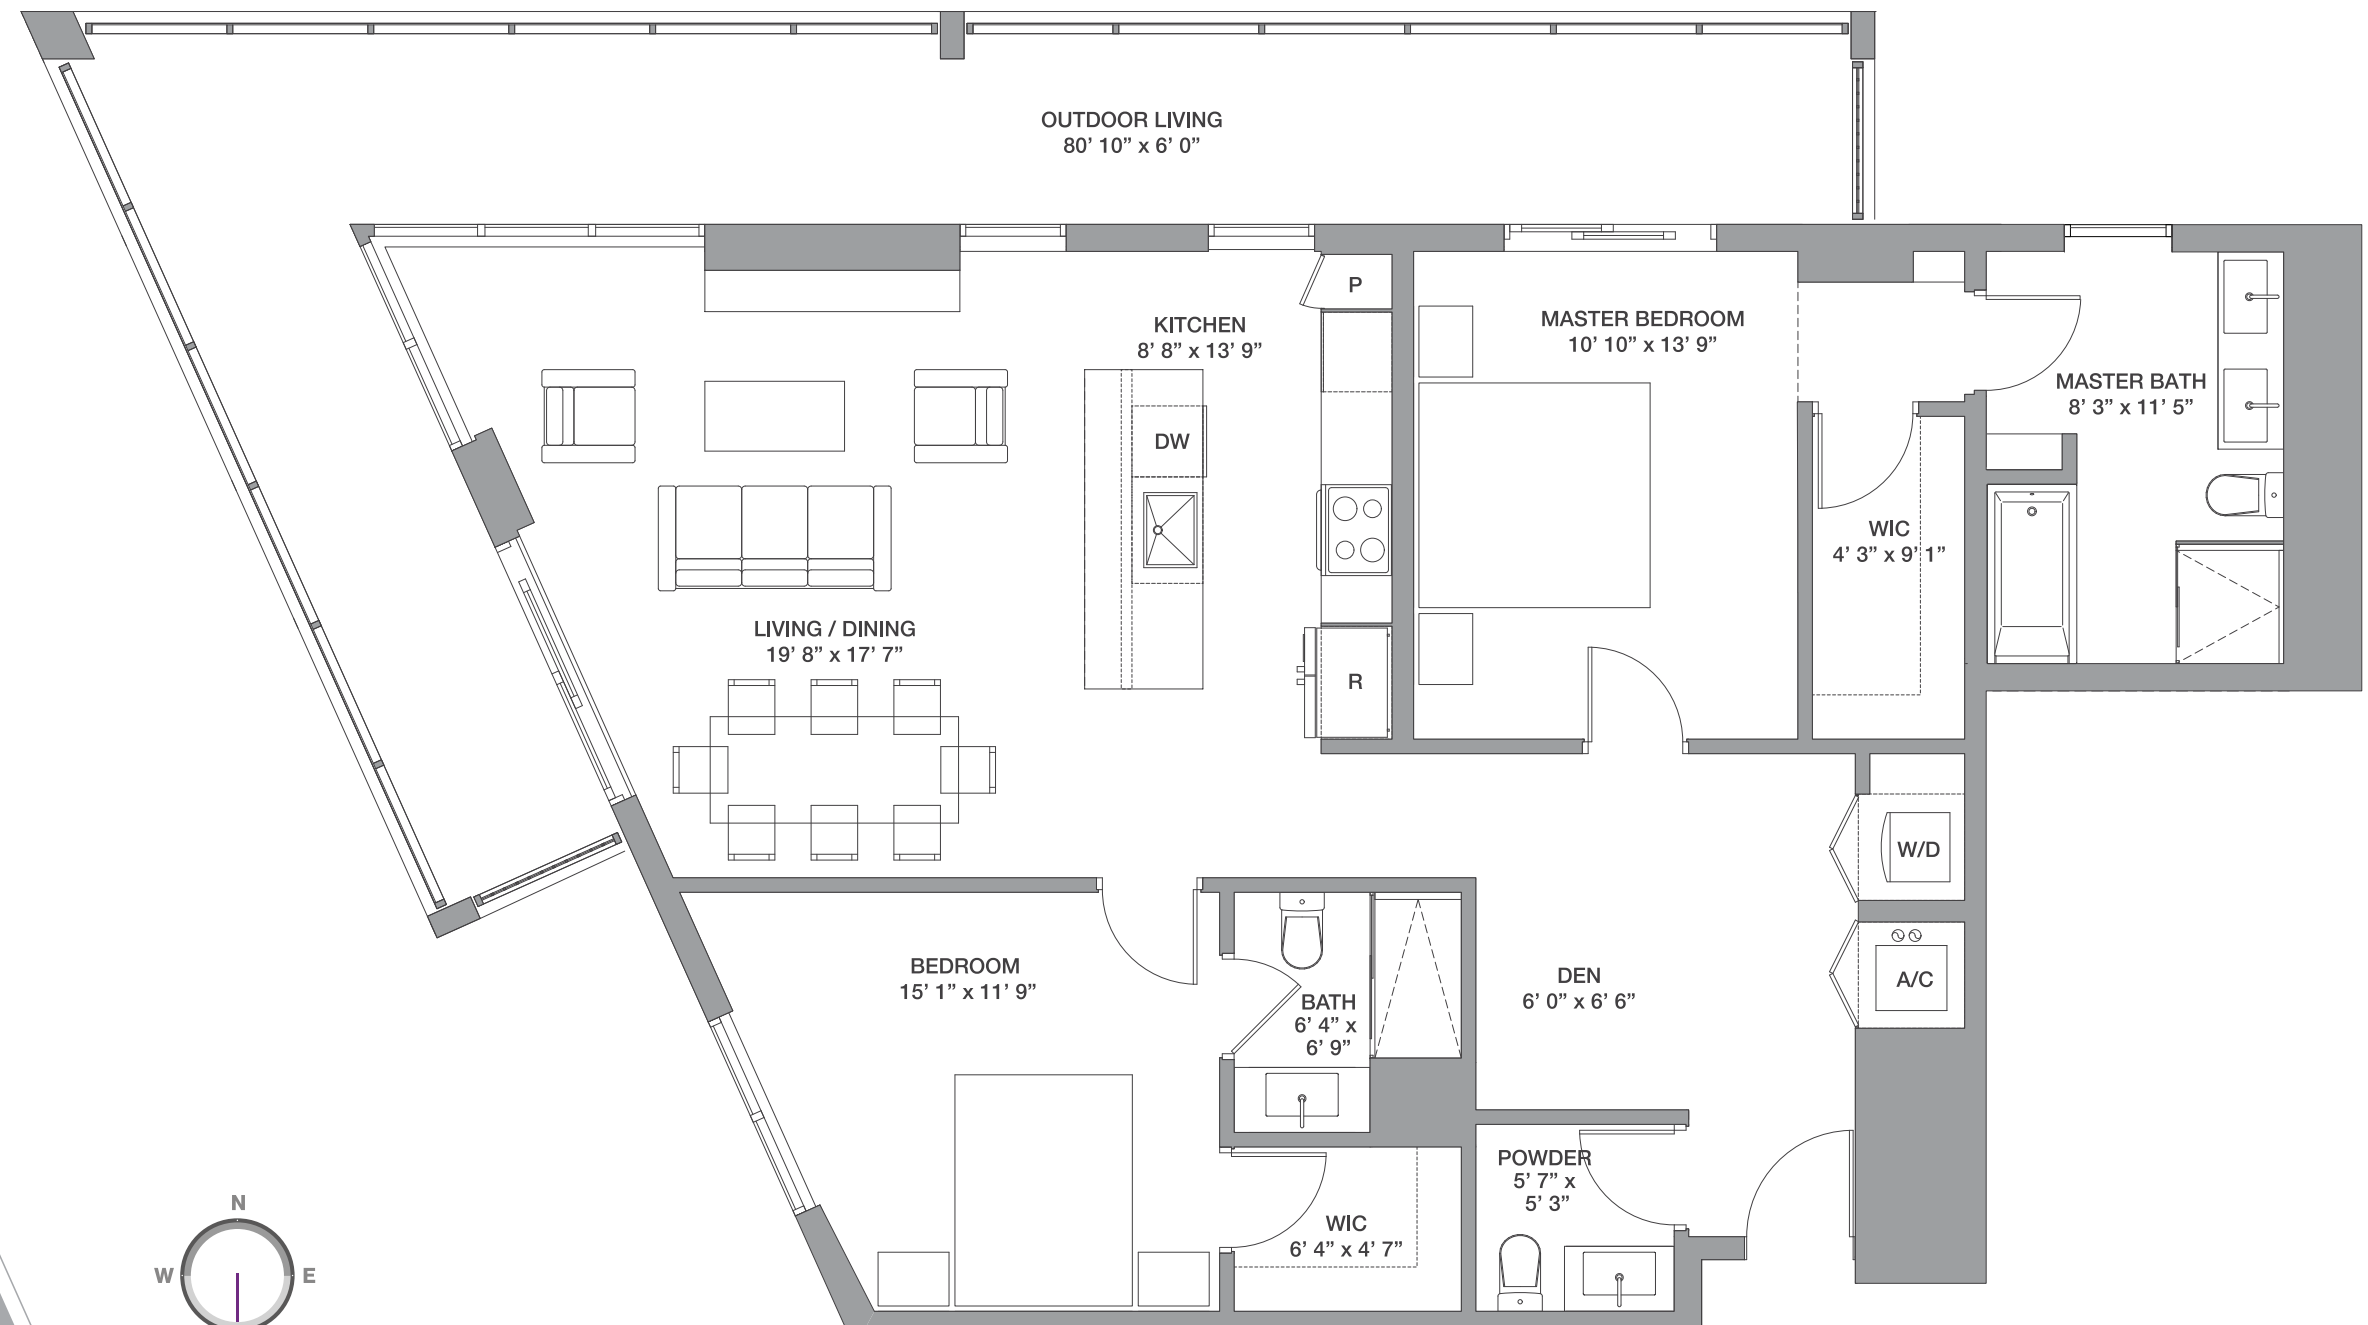 OUTDOOR LIVING
80’ 10” x 6’ 0”
P
KITCHEN
8’ 8” x 13’ 9”
MASTER BEDROOM
10’ 10” x 13’ 9”
MASTER BATH
8’ 3” x 11’ 5”
DW
WIC
4’ 3” x 9’ 1”
LIVING / DINING
19’ 8” x 17’ 7”
R
W/D
BEDROOM
15’ 1” x 11’ 9”
BATH
6’ 4” x
6’ 9”
DEN
6’ 0” x 6’ 6”
A/C
POWDER
5’ 7” x
5’ 3”
WIC
6’ 4” x 4’ 7”
N
W E